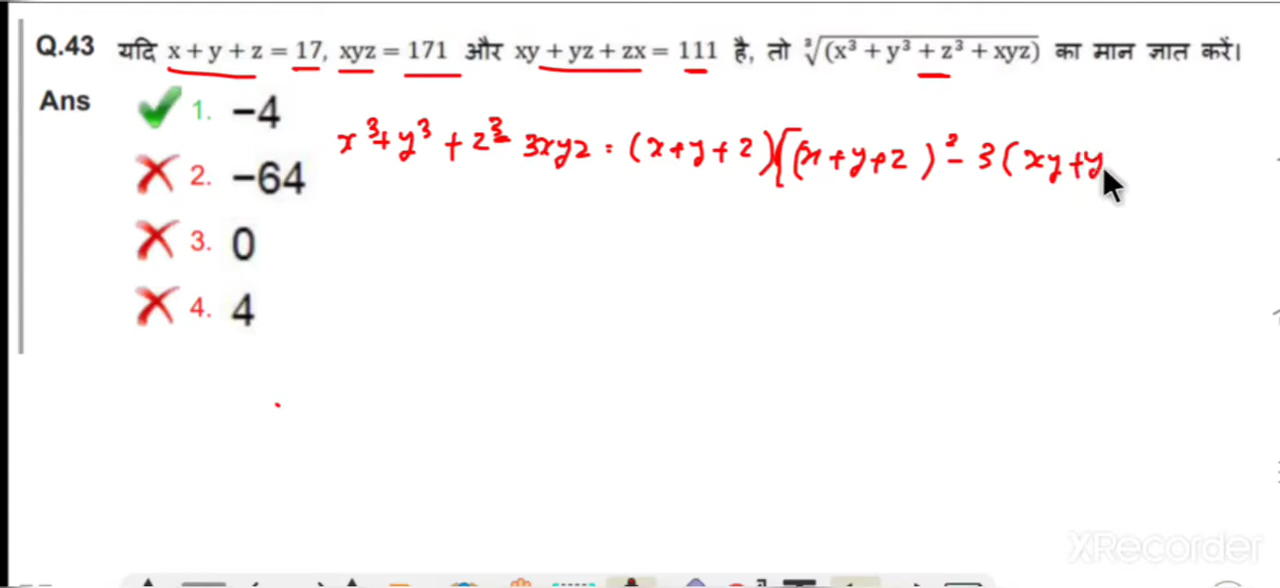 Q.43 यदि x + y + z = 17, xyz = 171 और xy + yz + zx = 111 है, तो ∛(x³ + y³ + z³ + xyz) का मान ज्ञात करें।
Ans 1. −4
x³ + y³ + z³ − 3xyz = (x+y+z)[(x+y+z)² − 3(xy+y
2. −64
3. 0
4. 4
XRecorder